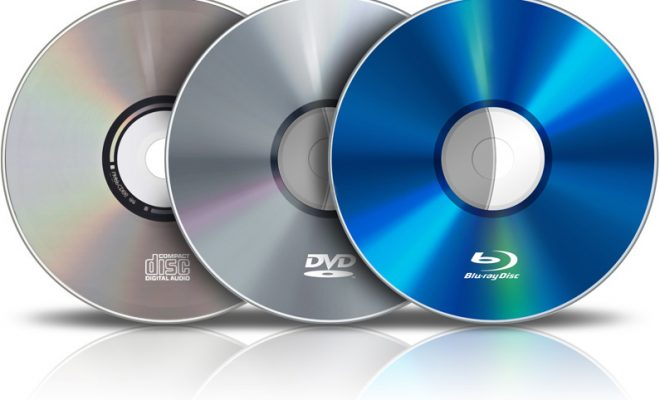 COMPACT
disc
DIGITAL AUDIO
DVD
Blu-ray Disc